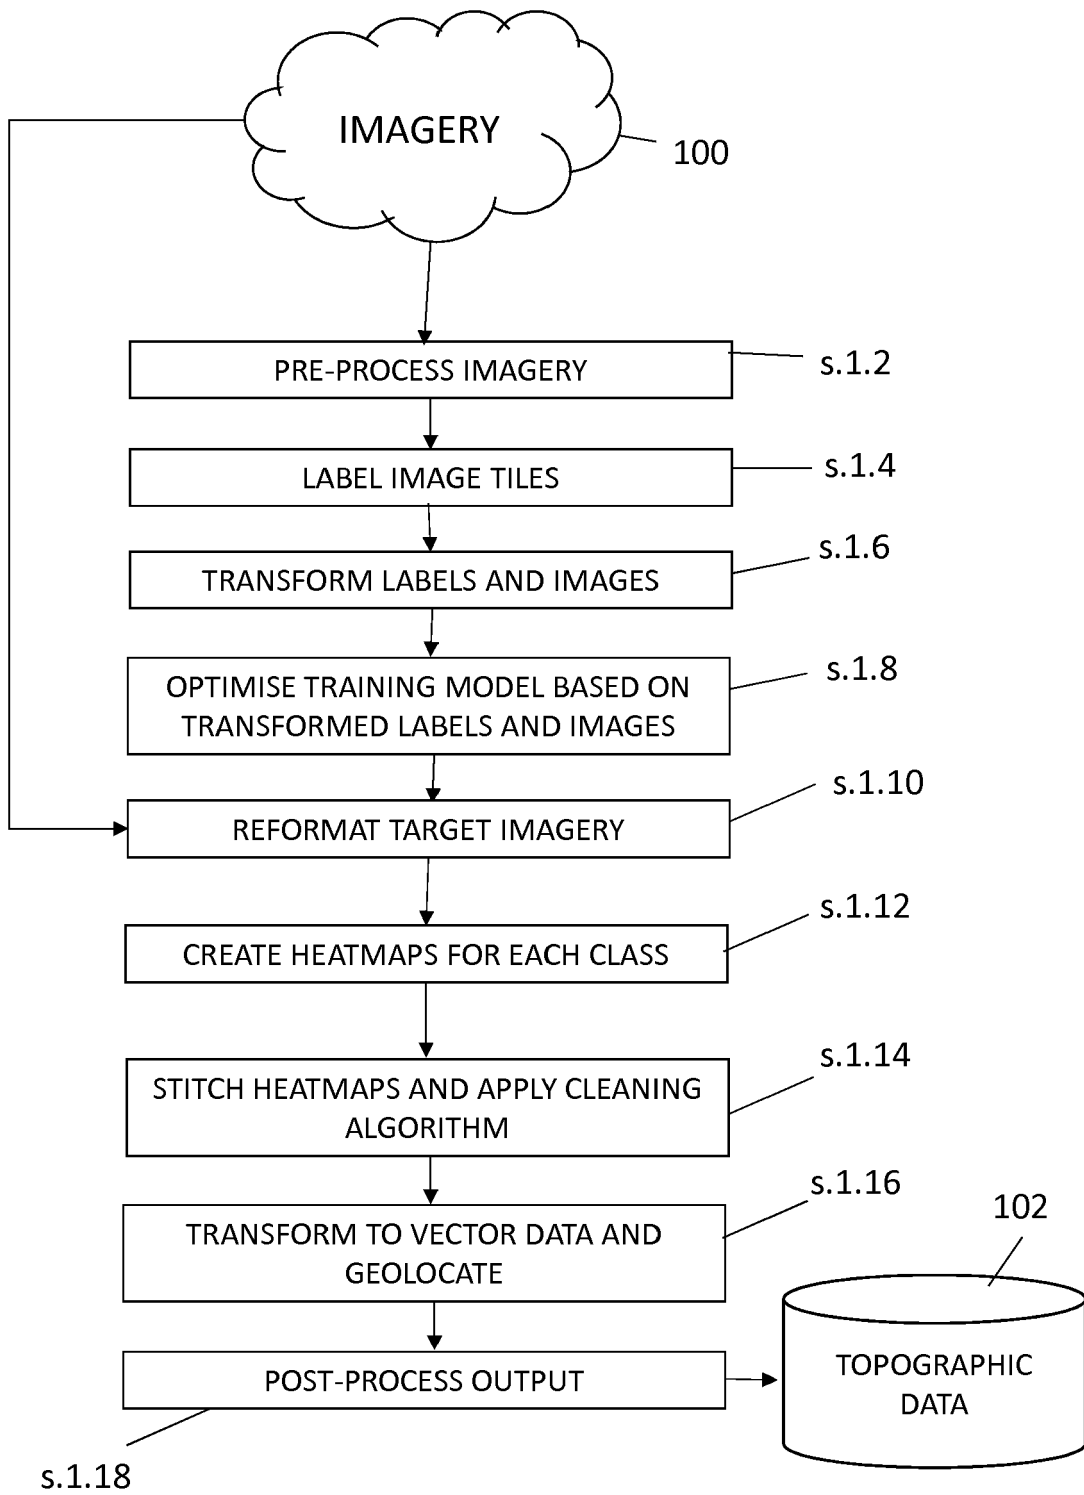 IMAGERY
100
PRE-PROCESS IMAGERY
s.1.2
LABEL IMAGE TILES
s.1.4
TRANSFORM LABELS AND IMAGES
s.1.6
OPTIMISE TRAINING MODEL BASED ON
TRANSFORMED LABELS AND IMAGES
s.1.8
REFORMAT TARGET IMAGERY
s.1.10
CREATE HEATMAPS FOR EACH CLASS
s.1.12
STITCH HEATMAPS AND APPLY CLEANING
ALGORITHM
s.1.14
TRANSFORM TO VECTOR DATA AND
GEOLOCATE
s.1.16
POST-PROCESS OUTPUT
s.1.18
102
TOPOGRAPHIC
DATA